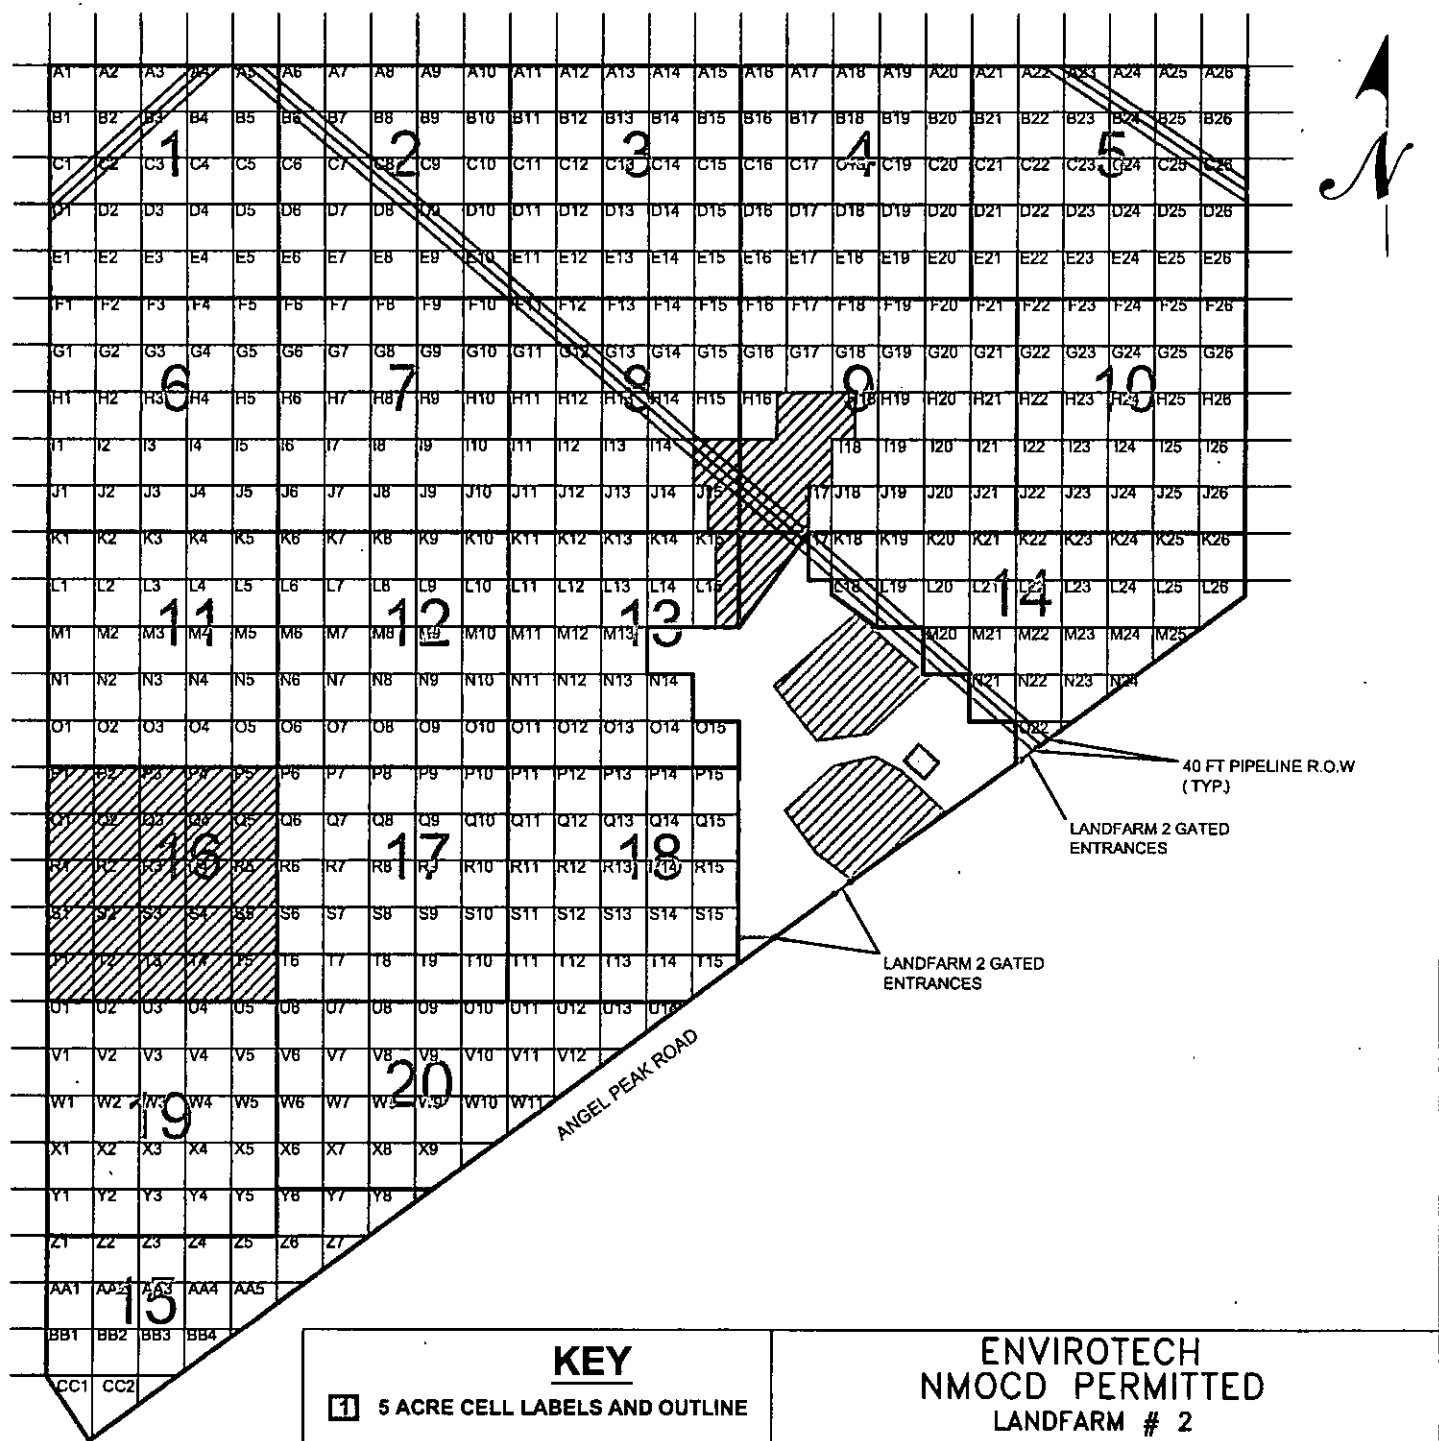 N
A1 A2 A3 A4 A5 A6 A7 A8 A9 A10 A11 A12 A13 A14 A15 A16 A17 A18 A19 A20 A21 A22 A23 A24 A25 A26
B1 B2 B3 B4 B5 B6 B7 B8 B9 B10 B11 B12 B13 B14 B15 B16 B17 B18 B19 B20 B21 B22 B23 B24 B25 B26
1 2 3 4 5
C1 C2 C3 C4 C5 C6 C7 C8 C9 C10 C11 C12 C13 C14 C15 C16 C17 C18 C19 C20 C21 C22 C23 C24 C25 C26
D1 D2 D3 D4 D5 D6 D7 D8 D9 D10 D11 D12 D13 D14 D15 D16 D17 D18 D19 D20 D21 D22 D23 D24 D25 D26
E1 E2 E3 E4 E5 E6 E7 E8 E9 E10 E11 E12 E13 E14 E15 E16 E17 E18 E19 E20 E21 E22 E23 E24 E25 E26
F1 F2 F3 F4 F5 F6 F7 F8 F9 F10 F11 F12 F13 F14 F15 F16 F17 F18 F19 F20 F21 F22 F23 F24 F25 F26
G1 G2 G3 G4 G5 G6 G7 G8 G9 G10 G11 G12 G13 G14 G15 G16 G17 G18 G19 G20 G21 G22 G23 G24 G25 G26
6 7 8 9 10
H1 H2 H3 H4 H5 H6 H7 H8 H9 H10 H11 H12 H13 H14 H15 H16 H18 H19 H20 H21 H22 H23 H24 H25 H26
I1 I2 I3 I4 I5 I6 I7 I8 I9 I10 I11 I12 I13 I14 I18 I19 I20 I21 I22 I23 I24 I25 I26
J1 J2 J3 J4 J5 J6 J7 J8 J9 J10 J11 J12 J13 J14 J15 17 J18 J19 J20 J21 J22 J23 J24 J25 J26
K1 K2 K3 K4 K5 K6 K7 K8 K9 K10 K11 K12 K13 K14 K15 17 K18 K19 K20 K21 K22 K23 K24 K25 K26
L1 L2 L3 L4 L5 L6 L7 L8 L9 L10 L11 L12 L13 L14 L15 L18 L19 L20 L21 L22 L23 L24 L25 L26
11 12 13 14
M1 M2 M3 M4 M5 M6 M7 M8 M9 M10 M11 M12 M13 M20 M21 M22 M23 M24 M25
N1 N2 N3 N4 N5 N6 N7 N8 N9 N10 N11 N12 N13 N14 N21 N22 N23 N24
O1 O2 O3 O4 O5 O6 O7 O8 O9 O10 O11 O12 O13 O14 O15 O22
P1 P2 P3 P4 P5 P6 P7 P8 P9 P10 P11 P12 P13 P14 P15
40 FT PIPELINE R.O.W
(TYP.)
Q1 Q2 Q3 Q4 Q5 Q6 Q7 Q8 Q9 Q10 Q11 Q12 Q13 Q14 Q15
LANDFARM 2 GATED
ENTRANCES
16 17 18
R1 R2 R3 R4 R5 R6 R7 R8 R9 R10 R11 R12 R13 R14 R15
S1 S2 S3 S4 S5 S6 S7 S8 S9 S10 S11 S12 S13 S14 S15
T1 T2 T3 T4 T5 T6 T7 T8 T9 T10 T11 T12 T13 T14 T15
LANDFARM 2 GATED
ENTRANCES
U1 U2 U3 U4 U5 U6 U7 U8 U9 U10 U11 U12 U13 U14
V1 V2 V3 V4 V5 V6 V7 V8 V9 V10 V11 V12
ANGEL PEAK ROAD
19 20
W1 W2 W3 W4 W5 W6 W7 W8 W9 W10 W11
X1 X2 X3 X4 X5 X6 X7 X8 X9
Y1 Y2 Y3 Y4 Y5 Y6 Y7 Y8
Z1 Z2 Z3 Z4 Z5 Z6 Z7
AA1 AA2 AA3 AA4 AA5
15
BB1 BB2 BB3 BB4
CC1 CC2
KEY
1 5 ACRE CELL LABELS AND OUTLINE
ENVIROTECH
NMOCD PERMITTED
LANDFARM # 2